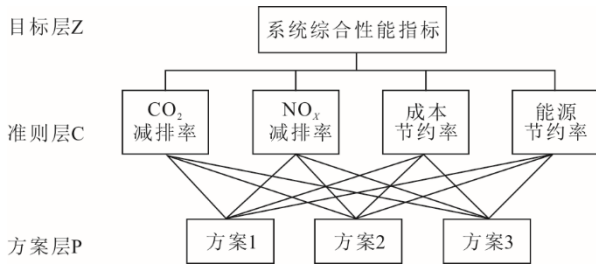 目标层Z
系统综合性能指标
准则层C
CO₂
减排率
NOX
减排率
成本
节约率
能源
节约率
方案层P
方案1
方案2
方案3